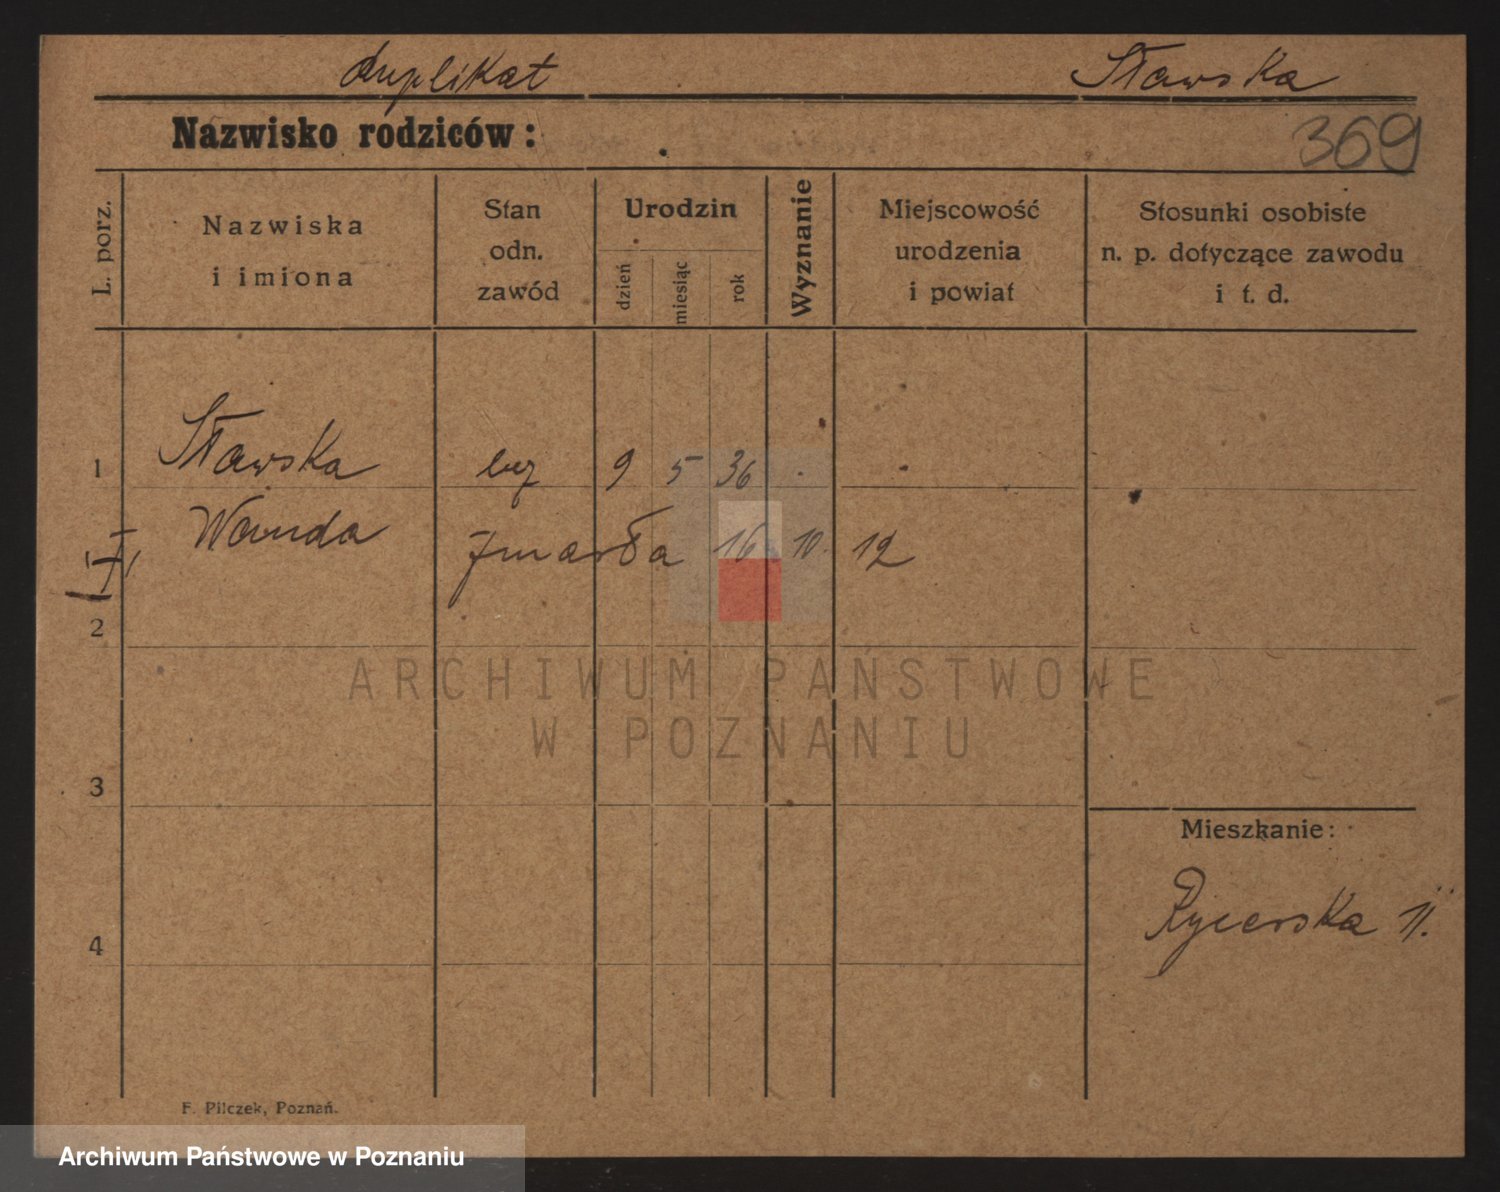 duplikat Stawska
Nazwisko rodziców: 369
L. porz.
Nazwiska
i imiona
Stan
odn.
zawód
Urodzin
dzień
miesiąc
rok
Wyznanie
Miejscowość
urodzenia
i powiat
Stosunki osobiste
n. p. dotyczące zawodu
i t. d.
1 Stawska bez 9 5 36
Wanda zmarła 16. 10. 12
2
ARCHIWUM PAŃSTWOWE
W POZNANIU
3
Mieszkanie:
Rycerska 11.
4
F. Pilczek, Poznań.
Archiwum Państwowe w Poznaniu